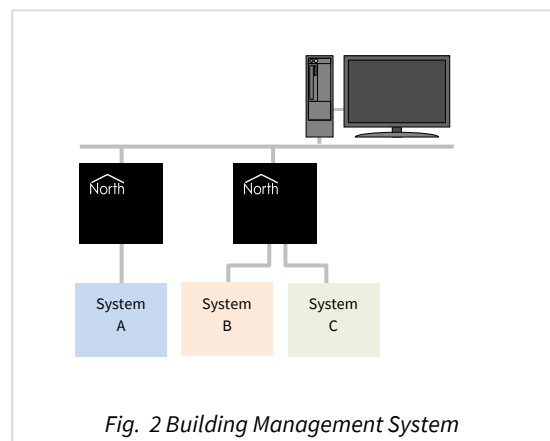 North
North
System
A
System
B
System
C
Fig. 2 Building Management System